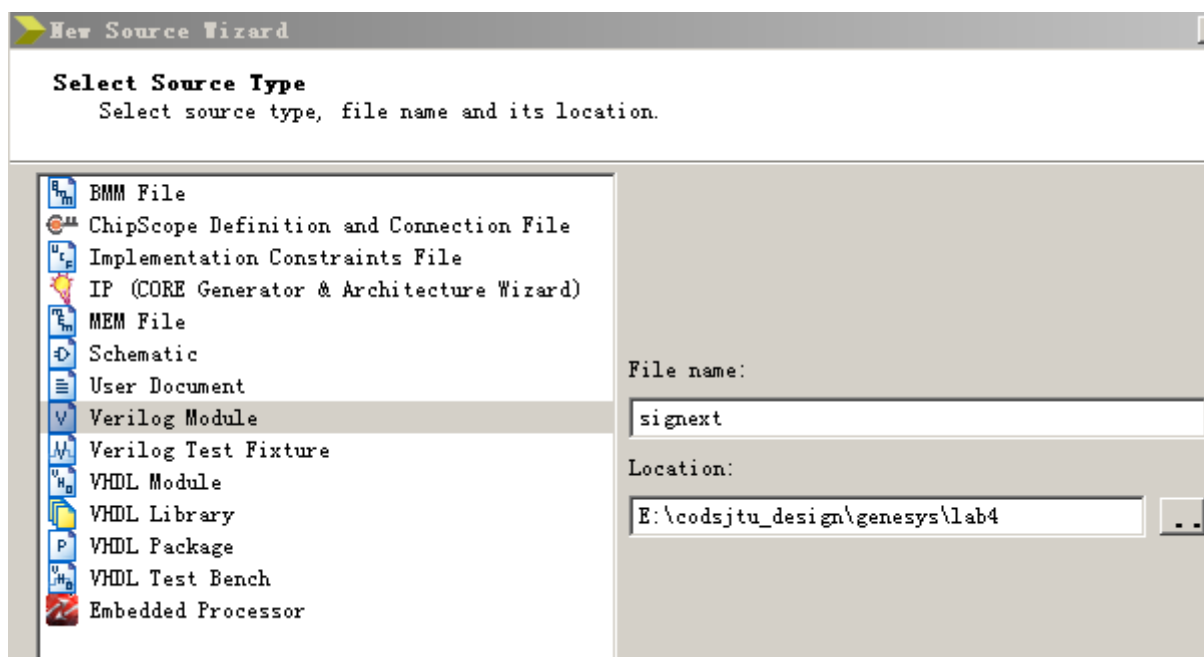 New Source Wizard
Select Source Type
Select source type, file name and its location.
BMM File
ChipScope Definition and Connection File
Implementation Constraints File
IP (CORE Generator & Architecture Wizard)
MEM File
Schematic
User Document
Verilog Module
Verilog Test Fixture
VHDL Module
VHDL Library
VHDL Package
VHDL Test Bench
Embedded Processor
File name:
signext
Location:
E:\codsjtu_design\genesys\lab4
..